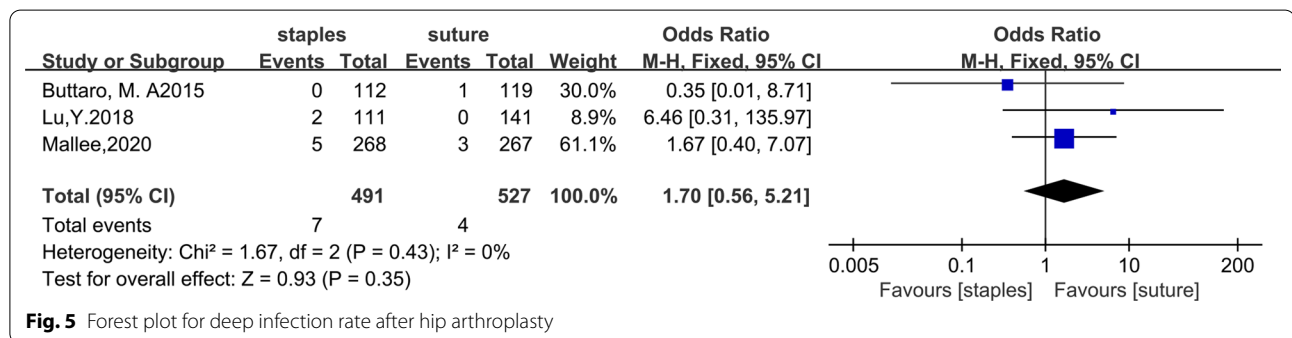 staples suture Odds Ratio Odds Ratio
Study or Subgroup Events Total Events Total Weight M-H, Fixed, 95% CI M-H, Fixed, 95% CI
Buttaro, M. A2015 0 112 1 119 30.0% 0.35 [0.01, 8.71]
Lu,Y.2018 2 111 0 141 8.9% 6.46 [0.31, 135.97]
Mallee,2020 5 268 3 267 61.1% 1.67 [0.40, 7.07]
Total (95% CI) 491 527 100.0% 1.70 [0.56, 5.21]
Total events 7 4
Heterogeneity: Chi² = 1.67, df = 2 (P = 0.43); I² = 0%
Test for overall effect: Z = 0.93 (P = 0.35)
0.005 0.1 1 10 200
Favours [staples] Favours [suture]
Fig. 5 Forest plot for deep infection rate after hip arthroplasty